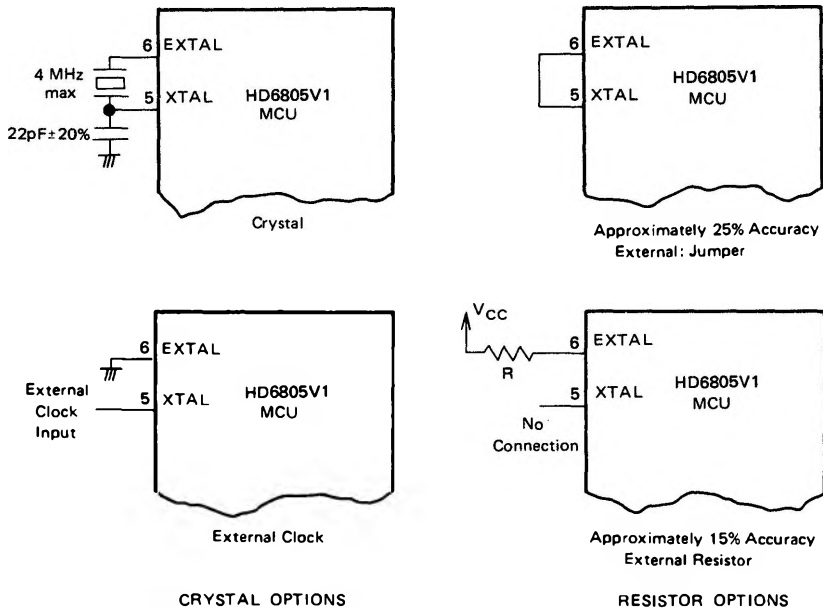 6 EXTAL
4 MHz
max
5 XTAL
HD6805V1
MCU
22pF±20%
Crystal
6 EXTAL
5 XTAL
HD6805V1
MCU
Approximately 25% Accuracy
External: Jumper
6 EXTAL
External
Clock
Input
5 XTAL
HD6805V1
MCU
External Clock
VCC
R
6 EXTAL
5 XTAL
HD6805V1
MCU
No
Connection
Approximately 15% Accuracy
External Resistor
CRYSTAL OPTIONS
RESISTOR OPTIONS